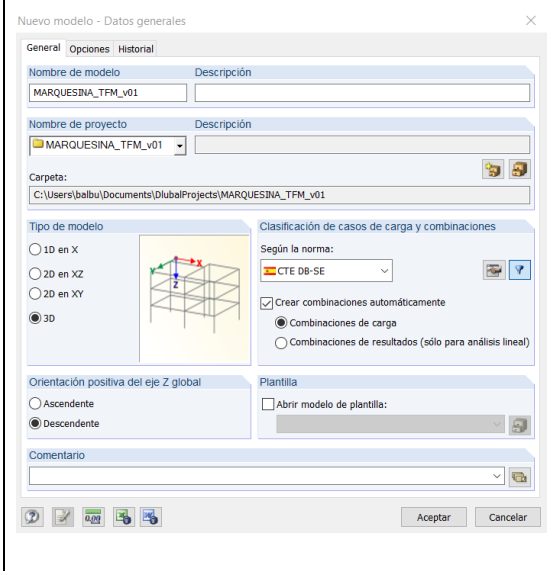 Nuevo modelo - Datos generales
General Opciones Historial
Nombre de modelo Descripción
MARQUESINA_TFM_v01
Nombre de proyecto Descripción
MARQUESINA_TFM_v01
Carpeta:
C:\Users\balbu\Documents\DlubalProjects\MARQUESINA_TFM_v01
Tipo de modelo Clasificación de casos de carga y combinaciones
1D en X
2D en XZ
2D en XY
3D
X
Y
Z
Según la norma:
CTE DB-SE
Crear combinaciones automáticamente
Combinaciones de carga
Combinaciones de resultados (sólo para análisis lineal)
Orientación positiva del eje Z global Plantilla
Ascendente
Descendente
Abrir modelo de plantilla:
Comentario
0,00
Aceptar Cancelar